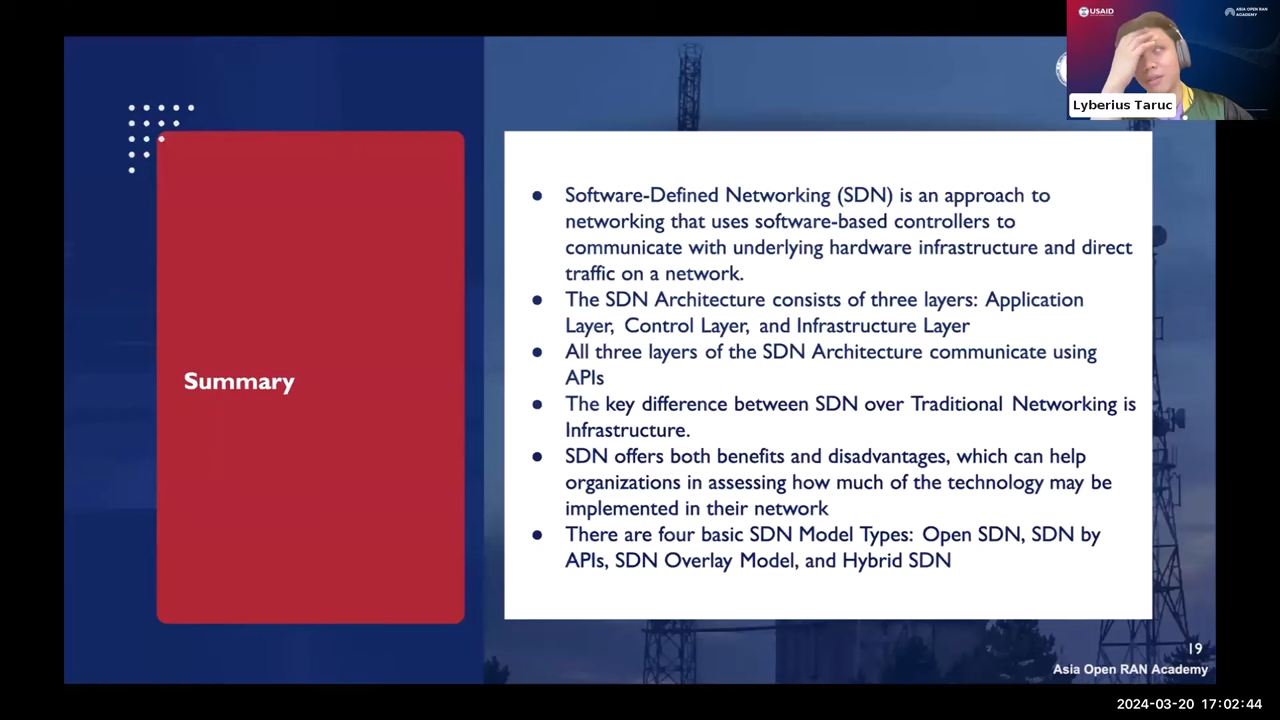 USAID
ASIA OPEN RAN
ACADEMY
Lyberius Taruc
Summary
● Software-Defined Networking (SDN) is an approach to
networking that uses software-based controllers to
communicate with underlying hardware infrastructure and direct
traffic on a network.
● The SDN Architecture consists of three layers: Application
Layer, Control Layer, and Infrastructure Layer
● All three layers of the SDN Architecture communicate using
APIs
● The key difference between SDN over Traditional Networking is
Infrastructure.
● SDN offers both benefits and disadvantages, which can help
organizations in assessing how much of the technology may be
implemented in their network
● There are four basic SDN Model Types: Open SDN, SDN by
APIs, SDN Overlay Model, and Hybrid SDN
19
Asia Open RAN Academy
2024-03-20 17:02:44